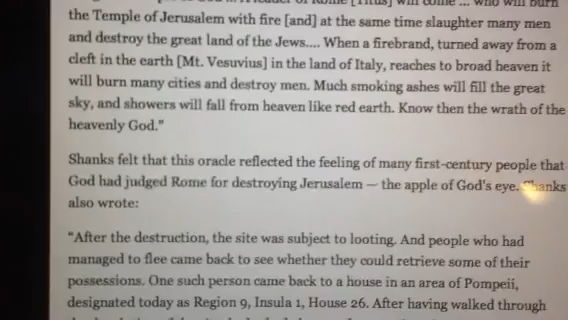 the Temple of Jerusalem with fire [and] at the same time slaughter many men
and destroy the great land of the Jews.... When a firebrand, turned away from a
cleft in the earth [Mt. Vesuvius] in the land of Italy, reaches to broad heaven it
will burn many cities and destroy men. Much smoking ashes will fill the great
sky, and showers will fall from heaven like red earth. Know then the wrath of the
heavenly God."
Shanks felt that this oracle reflected the feeling of many first-century people that
God had judged Rome for destroying Jerusalem — the apple of God's eye. Shanks
also wrote:
"After the destruction, the site was subject to looting. And people who had
managed to flee came back to see whether they could retrieve some of their
possessions. One such person came back to a house in an area of Pompeii,
designated today as Region 9, Insula 1, House 26. After having walked through